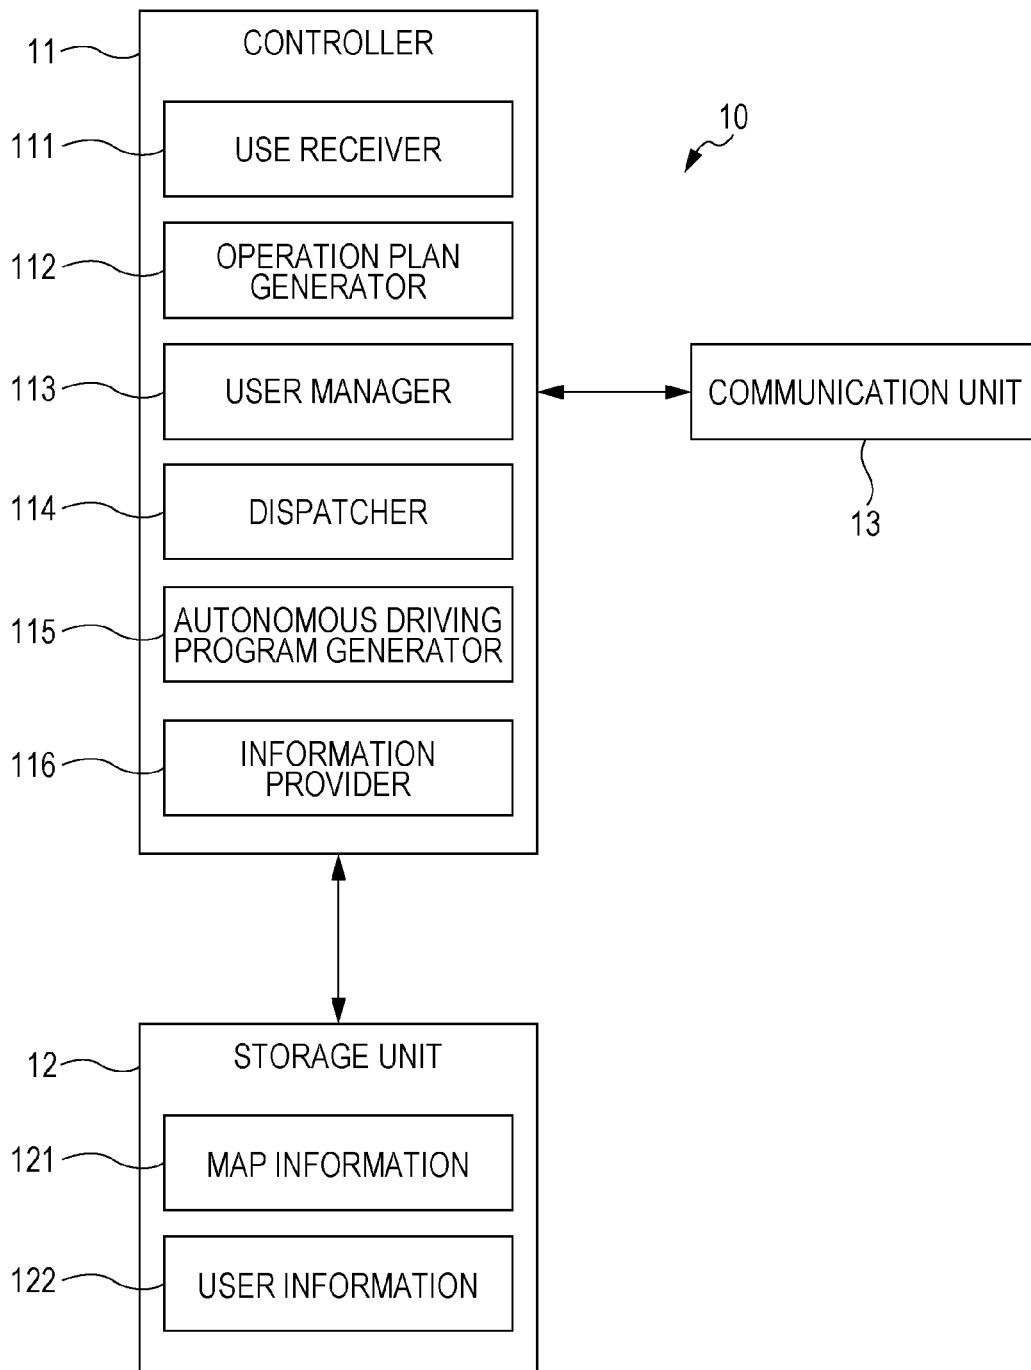 11
CONTROLLER
10
111
USE RECEIVER
112
OPERATION PLAN
GENERATOR
113
USER MANAGER
COMMUNICATION UNIT
13
114
DISPATCHER
115
AUTONOMOUS DRIVING
PROGRAM GENERATOR
116
INFORMATION
PROVIDER
12
STORAGE UNIT
121
MAP INFORMATION
122
USER INFORMATION